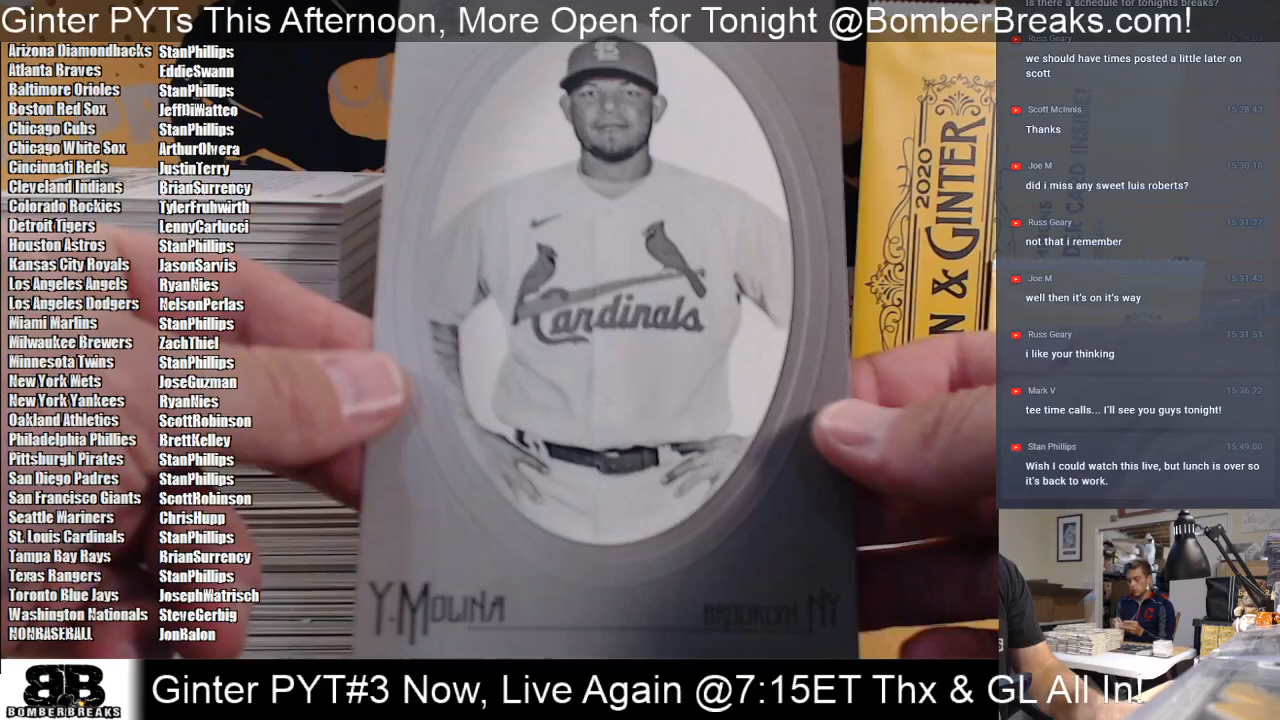 Ginter PYTs This Afternoon, More Open for Tonight @BomberBreaks.com!
Arizona Diamondbacks StanPhillips
Atlanta Braves EddieSwann
Baltimore Orioles StanPhillips
Boston Red Sox JeffDiMatteo
Chicago Cubs StanPhillips
Chicago White Sox ArthurOlvera
Cincinnati Reds JustinTerry
Cleveland Indians BrianSurrency
Colorado Rockies TylerFruhwirth
Detroit Tigers LennyCarlucci
Houston Astros StanPhillips
Kansas City Royals JasonSarvis
Los Angeles Angels RyanNies
Los Angeles Dodgers NelsonPerlas
Miami Marlins StanPhillips
Milwaukee Brewers ZachThiel
Minnesota Twins StanPhillips
New York Mets JoseGuzman
New York Yankees RyanNies
Oakland Athletics ScottRobinson
Philadelphia Phillies BrettKelley
Pittsburgh Pirates StanPhillips
San Diego Padres StanPhillips
San Francisco Giants ScottRobinson
Seattle Mariners ChrisHupp
St. Louis Cardinals StanPhillips
Tampa Bay Rays BrianSurrency
Texas Rangers StanPhillips
Toronto Blue Jays JosephWatrisch
Washington Nationals SteveGerbig
NONBASEBALL JonBalon
Cardinals
Y. Molina
Brooklyn NY
2020
& Ginter
Is there a schedule for tonights breaks?
Russ Geary
we should have times posted a little later on
scott
Scott McInnis 15:28:43
Thanks
Joe M 15:30:10
did i miss any sweet luis roberts?
Russ Geary 15:31:27
not that i remember
Joe M 15:31:43
well then it's on it's way
Russ Geary 15:31:51
i like your thinking
Mark V 15:36:22
tee time calls... I'll see you guys tonight!
Stan Phillips 15:49:00
Wish I could watch this live, but lunch is over so
it's back to work.
C
BB
BOMBERBREAKS
Ginter PYT#3 Now, Live Again @7:15ET Thx & GL All In!